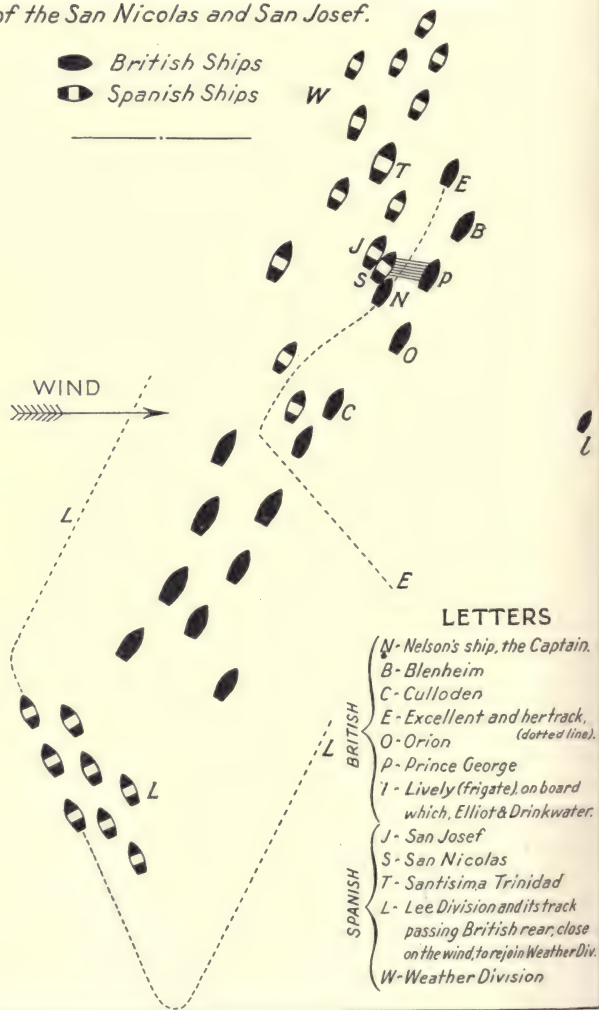 of the San Nicolas and San Josef.
British Ships
Spanish Ships
W
T
E
B
J
S
P
N
O
WIND
C
l
L
E
LETTERS
L
L
BRITISH
N- Nelson's ship, the Captain.
B- Blenheim
C- Culloden
E- Excellent and her track,
(dotted line).
O- Orion
P- Prince George
l- Lively (frigate), on board
which, Elliot & Drinkwater.
SPANISH
J- San Josef
S- San Nicolas
T- Santisima Trinidad
L- Lee Division and its track
passing British rear, close
on the wind, to rejoin Weather Div.
W- Weather Division